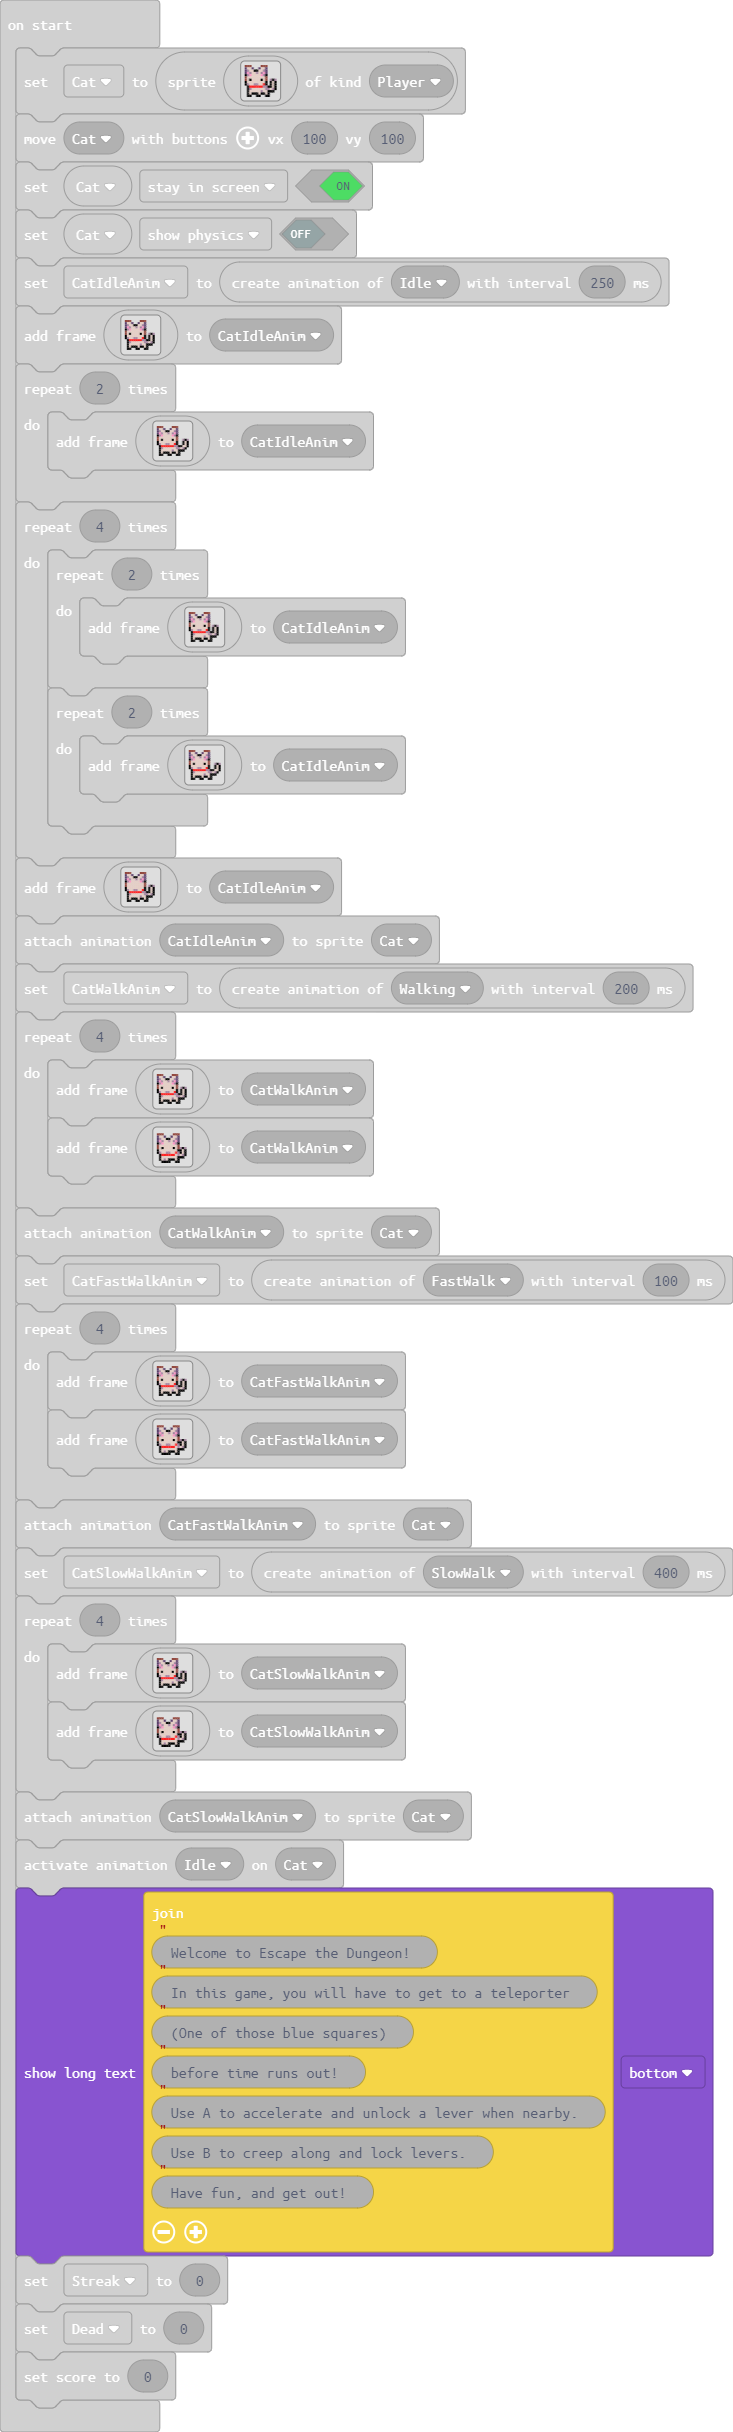 on start
set Cat to sprite of kind Player
move Cat with buttons vx 100 vy 100
set Cat stay in screen ON
set Cat show physics OFF
set CatIdleAnim to create animation of Idle with interval 250 ms
add frame to CatIdleAnim
repeat 2 times
do
add frame to CatIdleAnim
repeat 4 times
do
repeat 2 times
do
add frame to CatIdleAnim
repeat 2 times
do
add frame to CatIdleAnim
add frame to CatIdleAnim
attach animation CatIdleAnim to sprite Cat
set CatWalkAnim to create animation of Walking with interval 200 ms
repeat 4 times
do
add frame to CatWalkAnim
add frame to CatWalkAnim
attach animation CatWalkAnim to sprite Cat
set CatFastWalkAnim to create animation of FastWalk with interval 100 ms
repeat 4 times
do
add frame to CatFastWalkAnim
add frame to CatFastWalkAnim
attach animation CatFastWalkAnim to sprite Cat
set CatSlowWalkAnim to create animation of SlowWalk with interval 400 ms
repeat 4 times
do
add frame to CatSlowWalkAnim
add frame to CatSlowWalkAnim
attach animation CatSlowWalkAnim to sprite Cat
activate animation Idle on Cat
join
" Welcome to Escape the Dungeon!
" In this game, you will have to get to a teleporter
" (One of those blue squares)
" before time runs out!
show long text bottom
" Use A to accelerate and unlock a lever when nearby.
" Use B to creep along and lock levers.
" Have fun, and get out!
set Streak to 0
set Dead to 0
set score to 0